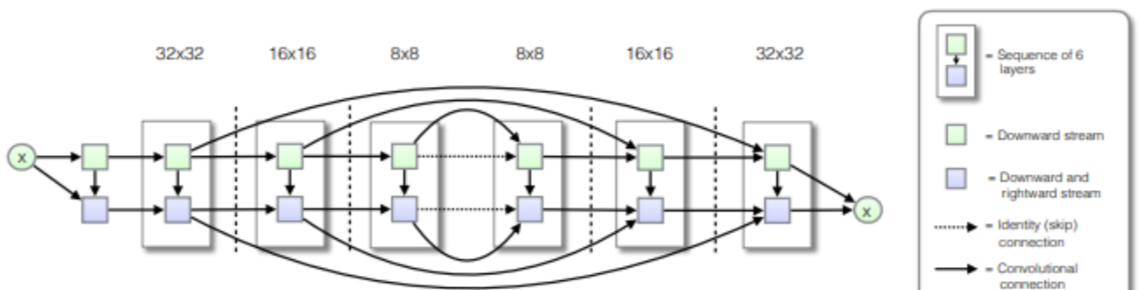 32x32 16x16 8x8 8x8 16x16 32x32
x
x
= Sequence of 6
layers
= Downward stream
= Downward and
rightward stream
= Identity (skip)
connection
= Convolutional
connection